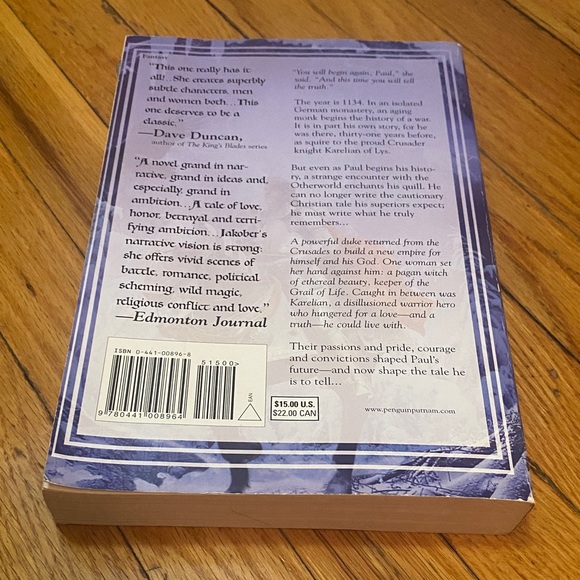 Fantasy
"This one really has it
all!...She creates superbly
subtle characters, men
and women both...This
one deserves to be a
classic."
—Dave Duncan,
author of The King's Blades series
"A novel grand in nar-
rative, grand in ideas and,
especially, grand in
ambition...A tale of love,
honor, betrayal and terri-
fying ambition...Jakober's
narrative vision is strong:
she offers vivid scenes of
battle, romance, political
scheming, wild magic,
religious conflict and love."
—Edmonton Journal
ISBN 0-441-00896-8
51500>
9 780441 008964
EAN
"You will begin again, Paul," she
said. "And this time you will tell
the truth."
The year is 1134. In an isolated
German monastery, an aging
monk begins the history of a war.
It is in part his own story, for he
was there, thirty-one years before,
as squire to the proud Crusader
knight Karelian of Lys.
But even as Paul begins his histo-
ry, a strange encounter with the
Otherworld enchants his quill. He
can no longer write the cautionary
Christian tale his superiors expect;
he must write what he truly
remembers...
A powerful duke returned from the
Crusades to build a new empire for
himself and his God. One woman set
her hand against him: a pagan witch
of ethereal beauty, keeper of the
Grail of Life. Caught in between was
Karelian, a disillusioned warrior hero
who hungered for a love—and a
truth—he could live with.
Their passions and pride, courage
and convictions shaped Paul's
future—and now shape the tale he
is to tell...
$15.00 U.S.
$22.00 CAN
www.penguinputnam.com